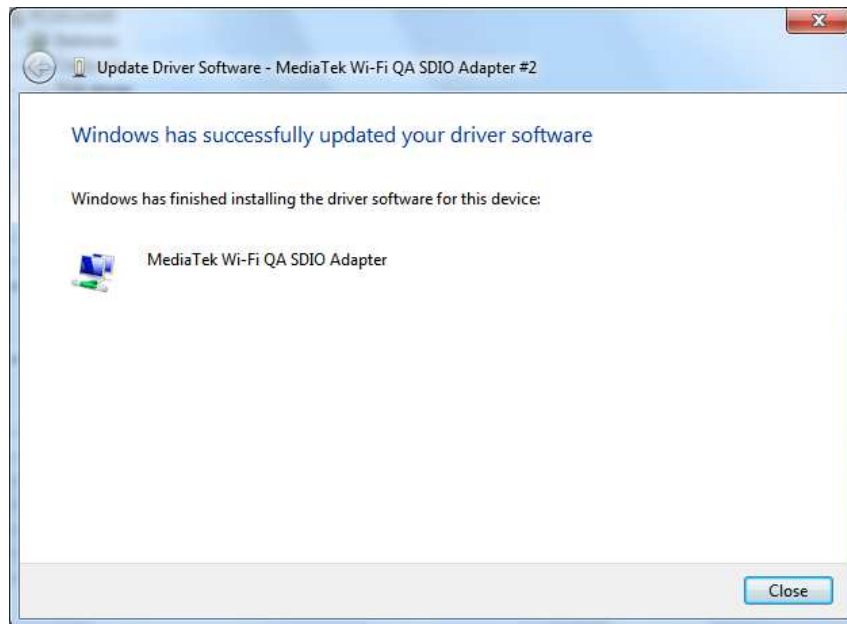 Update Driver Software - MediaTek Wi-Fi QA SDIO Adapter #2
Windows has successfully updated your driver software
Windows has finished installing the driver software for this device:
MediaTek Wi-Fi QA SDIO Adapter
Close